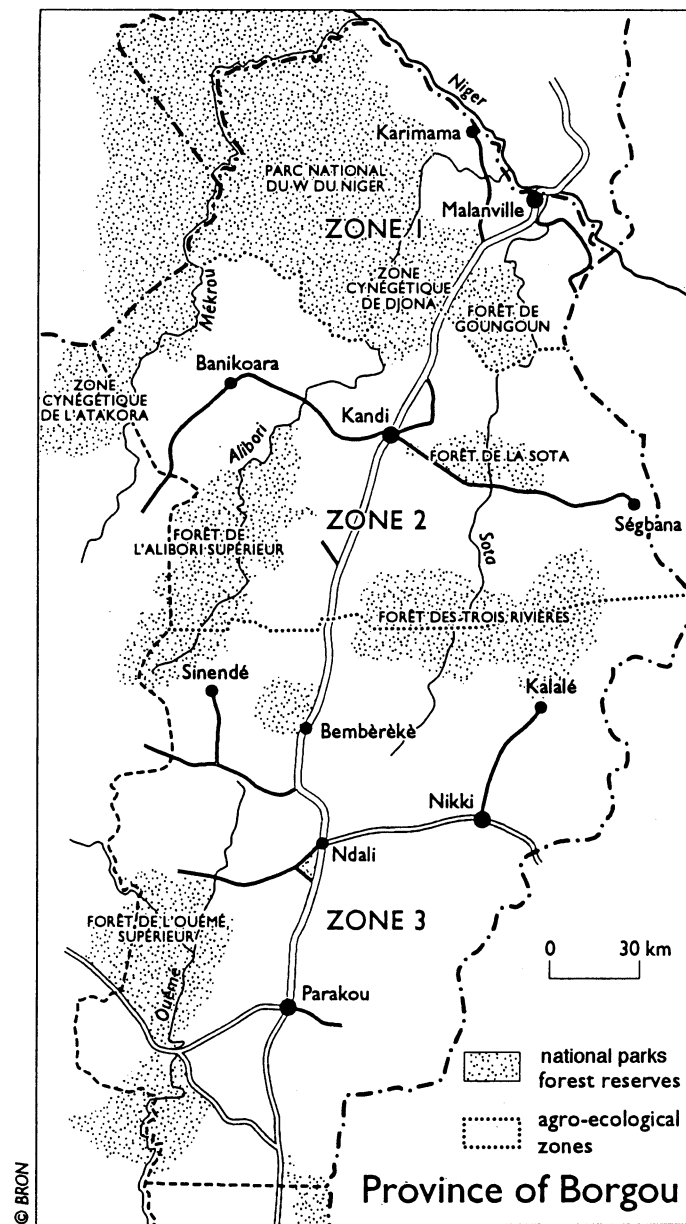 Niger
Karimama
PARC NATIONAL
DU W DU NIGER
Malanville
ZONE 1
ZONE
CYNÉGÉTIQUE
DE DJONA
FORÊT DE
GOUNGOUN
Mékrou
Banikoara
ZONE
CYNÉGÉTIQUE
DE L'ATAKORA
Kandi
Alibori
FORÊT DE LA SOTA
Ségbana
ZONE 2
FORÊT DE
L'ALIBORI SUPÉRIEUR
Sota
FORÊT DES TROIS RIVIÈRES
Sinendé
Kalalé
Bembèrèkè
Nikki
Ndali
FORÊT DE L'OUÉMÉ
SUPÉRIEUR
ZONE 3
0 30 km
Ouémé
Parakou
national parks
forest reserves
agro-ecological
zones
Province of Borgou
© BRON